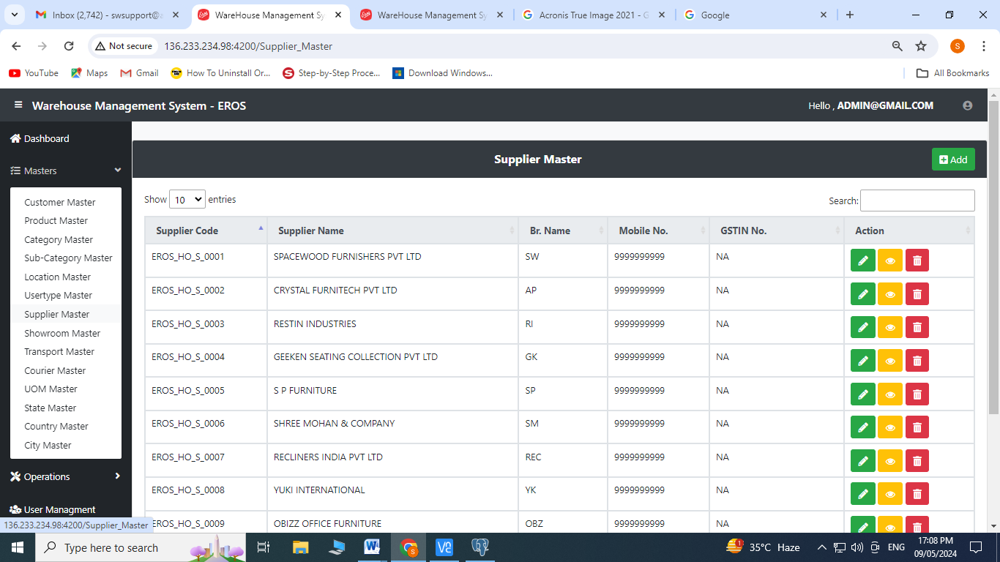 Inbox (2,742) - swsupport@
WareHouse Management Sy
WareHouse Management Sy
Acronis True Image 2021 - G
Google
Not secure
136.233.234.98:4200/Supplier_Master
S
YouTube
Maps
Gmail
How To Uninstall Or...
Step-by-Step Proce...
Download Windows...
All Bookmarks
Warehouse Management System - EROS
Hello , ADMIN@GMAIL.COM
Dashboard
Masters
Customer Master
Product Master
Category Master
Sub-Category Master
Location Master
Usertype Master
Supplier Master
Showroom Master
Transport Master
Courier Master
UOM Master
State Master
Country Master
City Master
Operations
User Managment
136.233.234.98:4200/Supplier_Master
Supplier Master
Add
Show 10 entries
Search:
Supplier Code Supplier Name Br. Name Mobile No. GSTIN No. Action
EROS_HO_S_0001 SPACEWOOD FURNISHERS PVT LTD SW 9999999999 NA
EROS_HO_S_0002 CRYSTAL FURNITECH PVT LTD AP 9999999999 NA
EROS_HO_S_0003 RESTIN INDUSTRIES RI 9999999999 NA
EROS_HO_S_0004 GEEKEN SEATING COLLECTION PVT LTD GK 9999999999 NA
EROS_HO_S_0005 S P FURNITURE SP 9999999999 NA
EROS_HO_S_0006 SHREE MOHAN & COMPANY SM 9999999999 NA
EROS_HO_S_0007 RECLINERS INDIA PVT LTD REC 9999999999 NA
EROS_HO_S_0008 YUKI INTERNATIONAL YK 9999999999 NA
EROS_HO_S_0009 OBIZZ OFFICE FURNITURE OBZ 9999999999 NA
Type here to search
1
35°C Haze
ENG
17:08 PM
09/05/2024